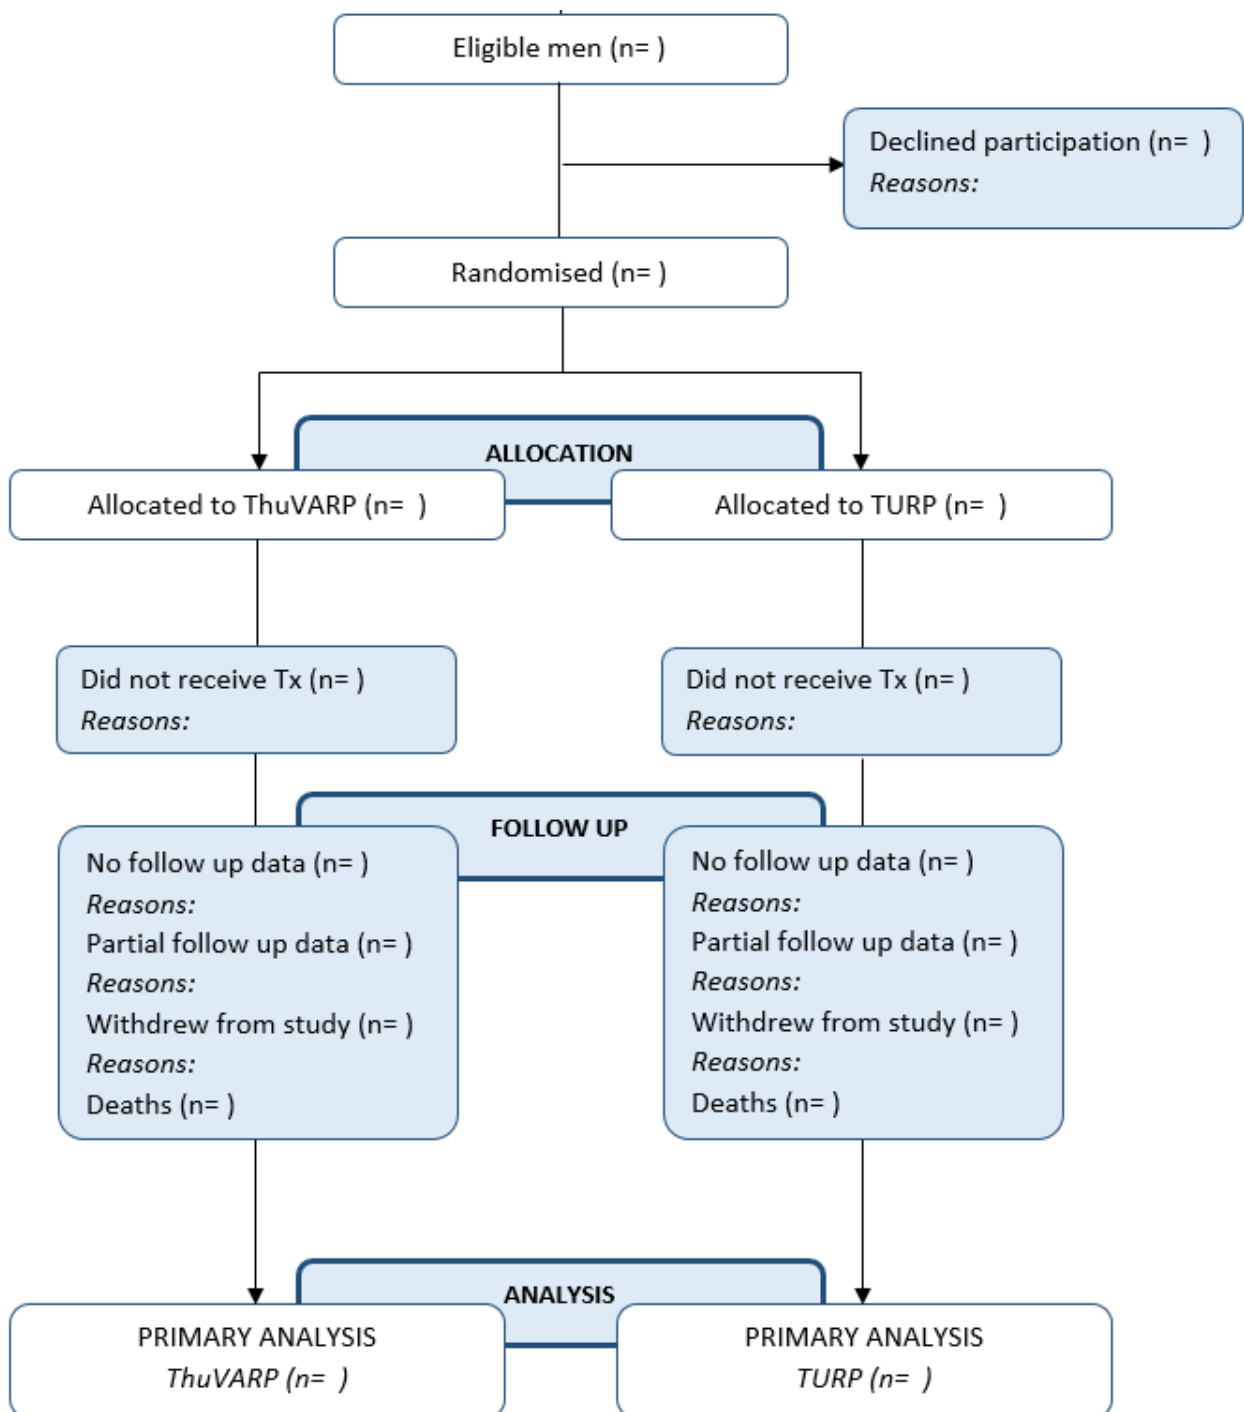 Eligible men (n= )
Declined participation (n=  )
Reasons:
Randomised (n= )
ALLOCATION
Allocated to ThuVARP (n=  )
Allocated to TURP (n=  )
Did not receive Tx (n= )
Reasons:
Did not receive Tx (n= )
Reasons:
FOLLOW UP
No follow up data (n= )
Reasons:
Partial follow up data (n= )
Reasons:
Withdrew from study (n= )
Reasons:
Deaths (n= )
No follow up data (n= )
Reasons:
Partial follow up data (n= )
Reasons:
Withdrew from study (n= )
Reasons:
Deaths (n= )
ANALYSIS
PRIMARY ANALYSIS
ThuVARP (n=  )
PRIMARY ANALYSIS
TURP (n=  )